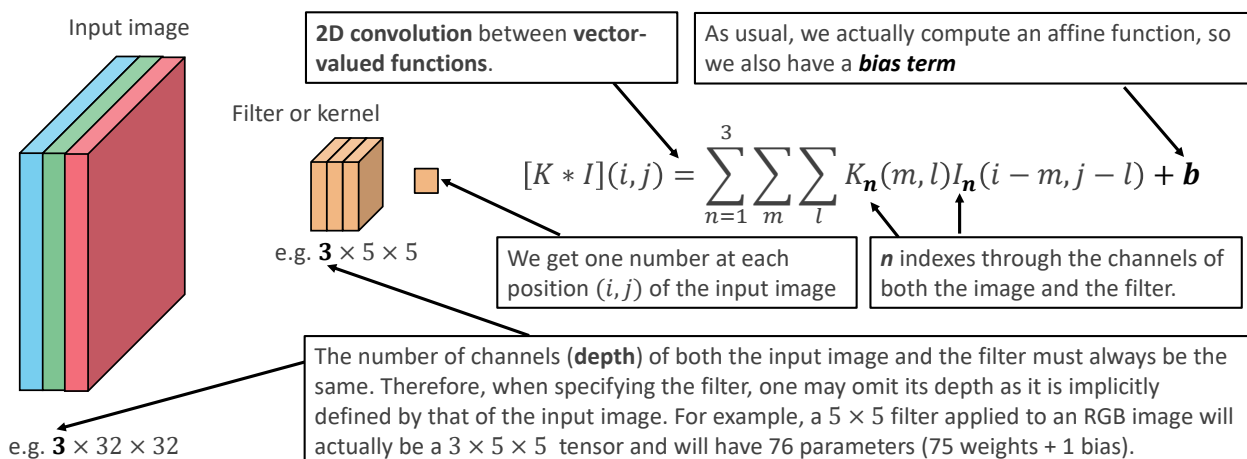 Input image
2D convolution between vector-
valued functions.
As usual, we actually compute an affine function, so
we also have a bias term
Filter or kernel
[K ∗ I](i, j) = ∑_{n=1}^{3} ∑_{m} ∑_{l} K_n(m, l)I_n(i − m, j − l) + b
e.g. 3 × 5 × 5
We get one number at each
position (i, j) of the input image
n indexes through the channels of
both the image and the filter.
The number of channels (depth) of both the input image and the filter must always be the
same. Therefore, when specifying the filter, one may omit its depth as it is implicitly
defined by that of the input image. For example, a 5 × 5 filter applied to an RGB image will
actually be a 3 × 5 × 5 tensor and will have 76 parameters (75 weights + 1 bias).
e.g. 3 × 32 × 32